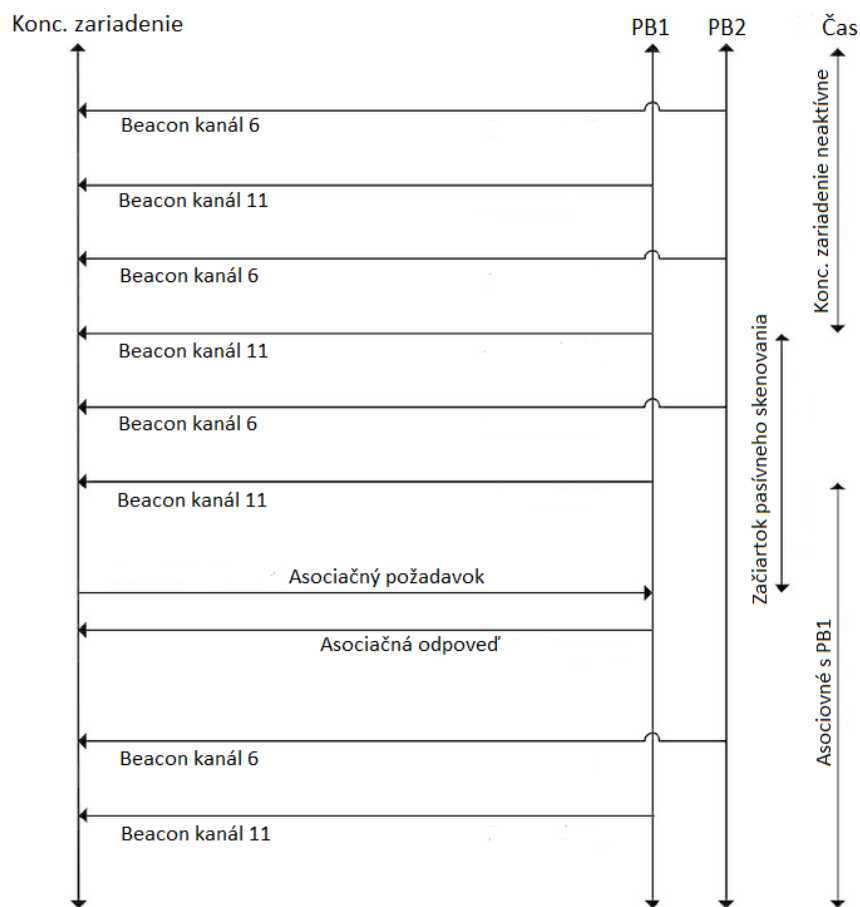 Konc. zariadenie
PB1
PB2
Čas
Beacon kanál 6
Beacon kanál 11
Beacon kanál 6
Beacon kanál 11
Beacon kanál 6
Beacon kanál 11
Asociačný požadavok
Asociačná odpoveď
Beacon kanál 6
Beacon kanál 11
Konc. zariadenie neaktívne
Začiartok pasívneho skenovania
Asociovné s PB1